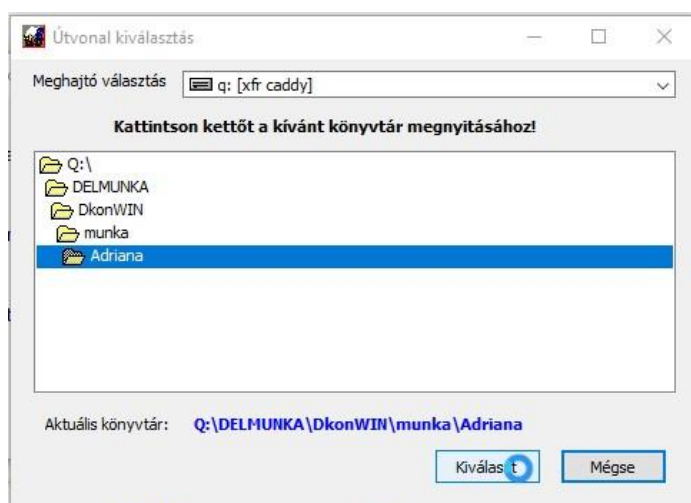 Útvonal kiválasztás
Meghajtó választás q: [xfr caddy]
Kattintson kettőt a kívánt könyvtár megnyitásához!
Q:\
DELMUNKA
DkonWIN
munka
Adriana
Aktuális könyvtár: Q:\DELMUNKA\DkonWIN\munka\Adriana
Kiválaszt Mégse